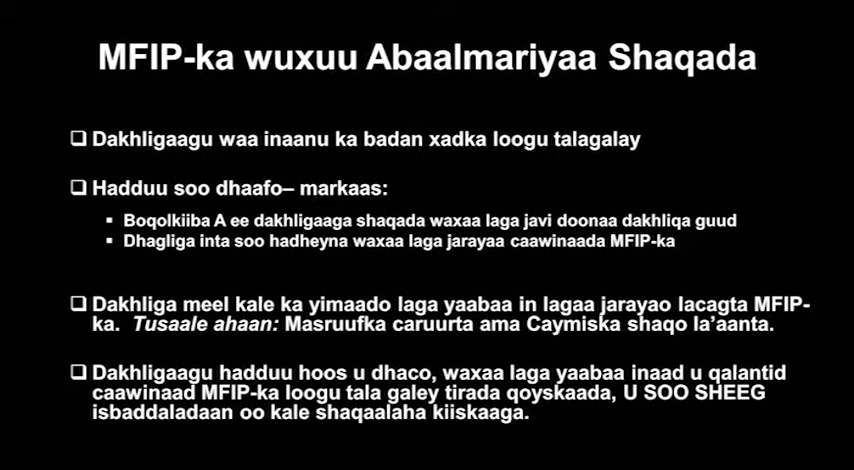 MFIP-ka wuxuu Abaalmariyaa Shaqada
❑ Dakhligaagu waa inaanu ka badan xadka loogu talagalay
❑ Hadduu soo dhaafo– markaas:
▪ Boqolkiiba A ee dakhligaaga shaqada waxaa laga javi doonaa dakhliqa guud
▪ Dhagliga inta soo hadheyna waxaa laga jarayaa caawinaada MFIP-ka
❑ Dakhliga meel kale ka yimaado laga yaabaa in lagaa jarayao lacagta MFIP-
ka. Tusaale ahaan: Masruufka caruurta ama Caymiska shaqo la’aanta.
❑ Dakhligaagu hadduu hoos u dhaco, waxaa laga yaabaa inaad u qalantid
caawinaad MFIP-ka loogu tala galey tirada qoyskaada, U SOO SHEEG
isbaddaladaan oo kale shaqaalaha kiiskaaga.